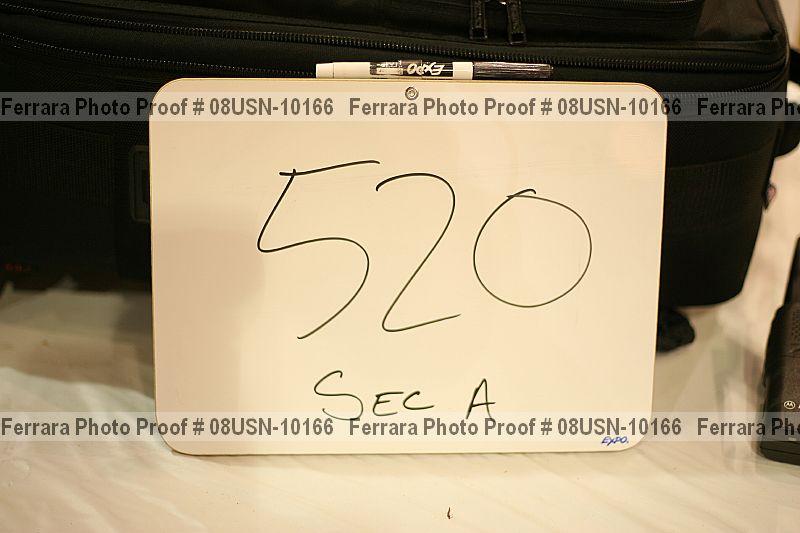 EXPO
Ferrara Photo Proof # 08USN-10166 Ferrara Photo Proof # 08USN-10166 Ferrara Pho
520
SEC A
Ferrara Photo Proof # 08USN-10166 Ferrara Photo Proof # 08USN-10166 Ferrara Pho
EXPO.